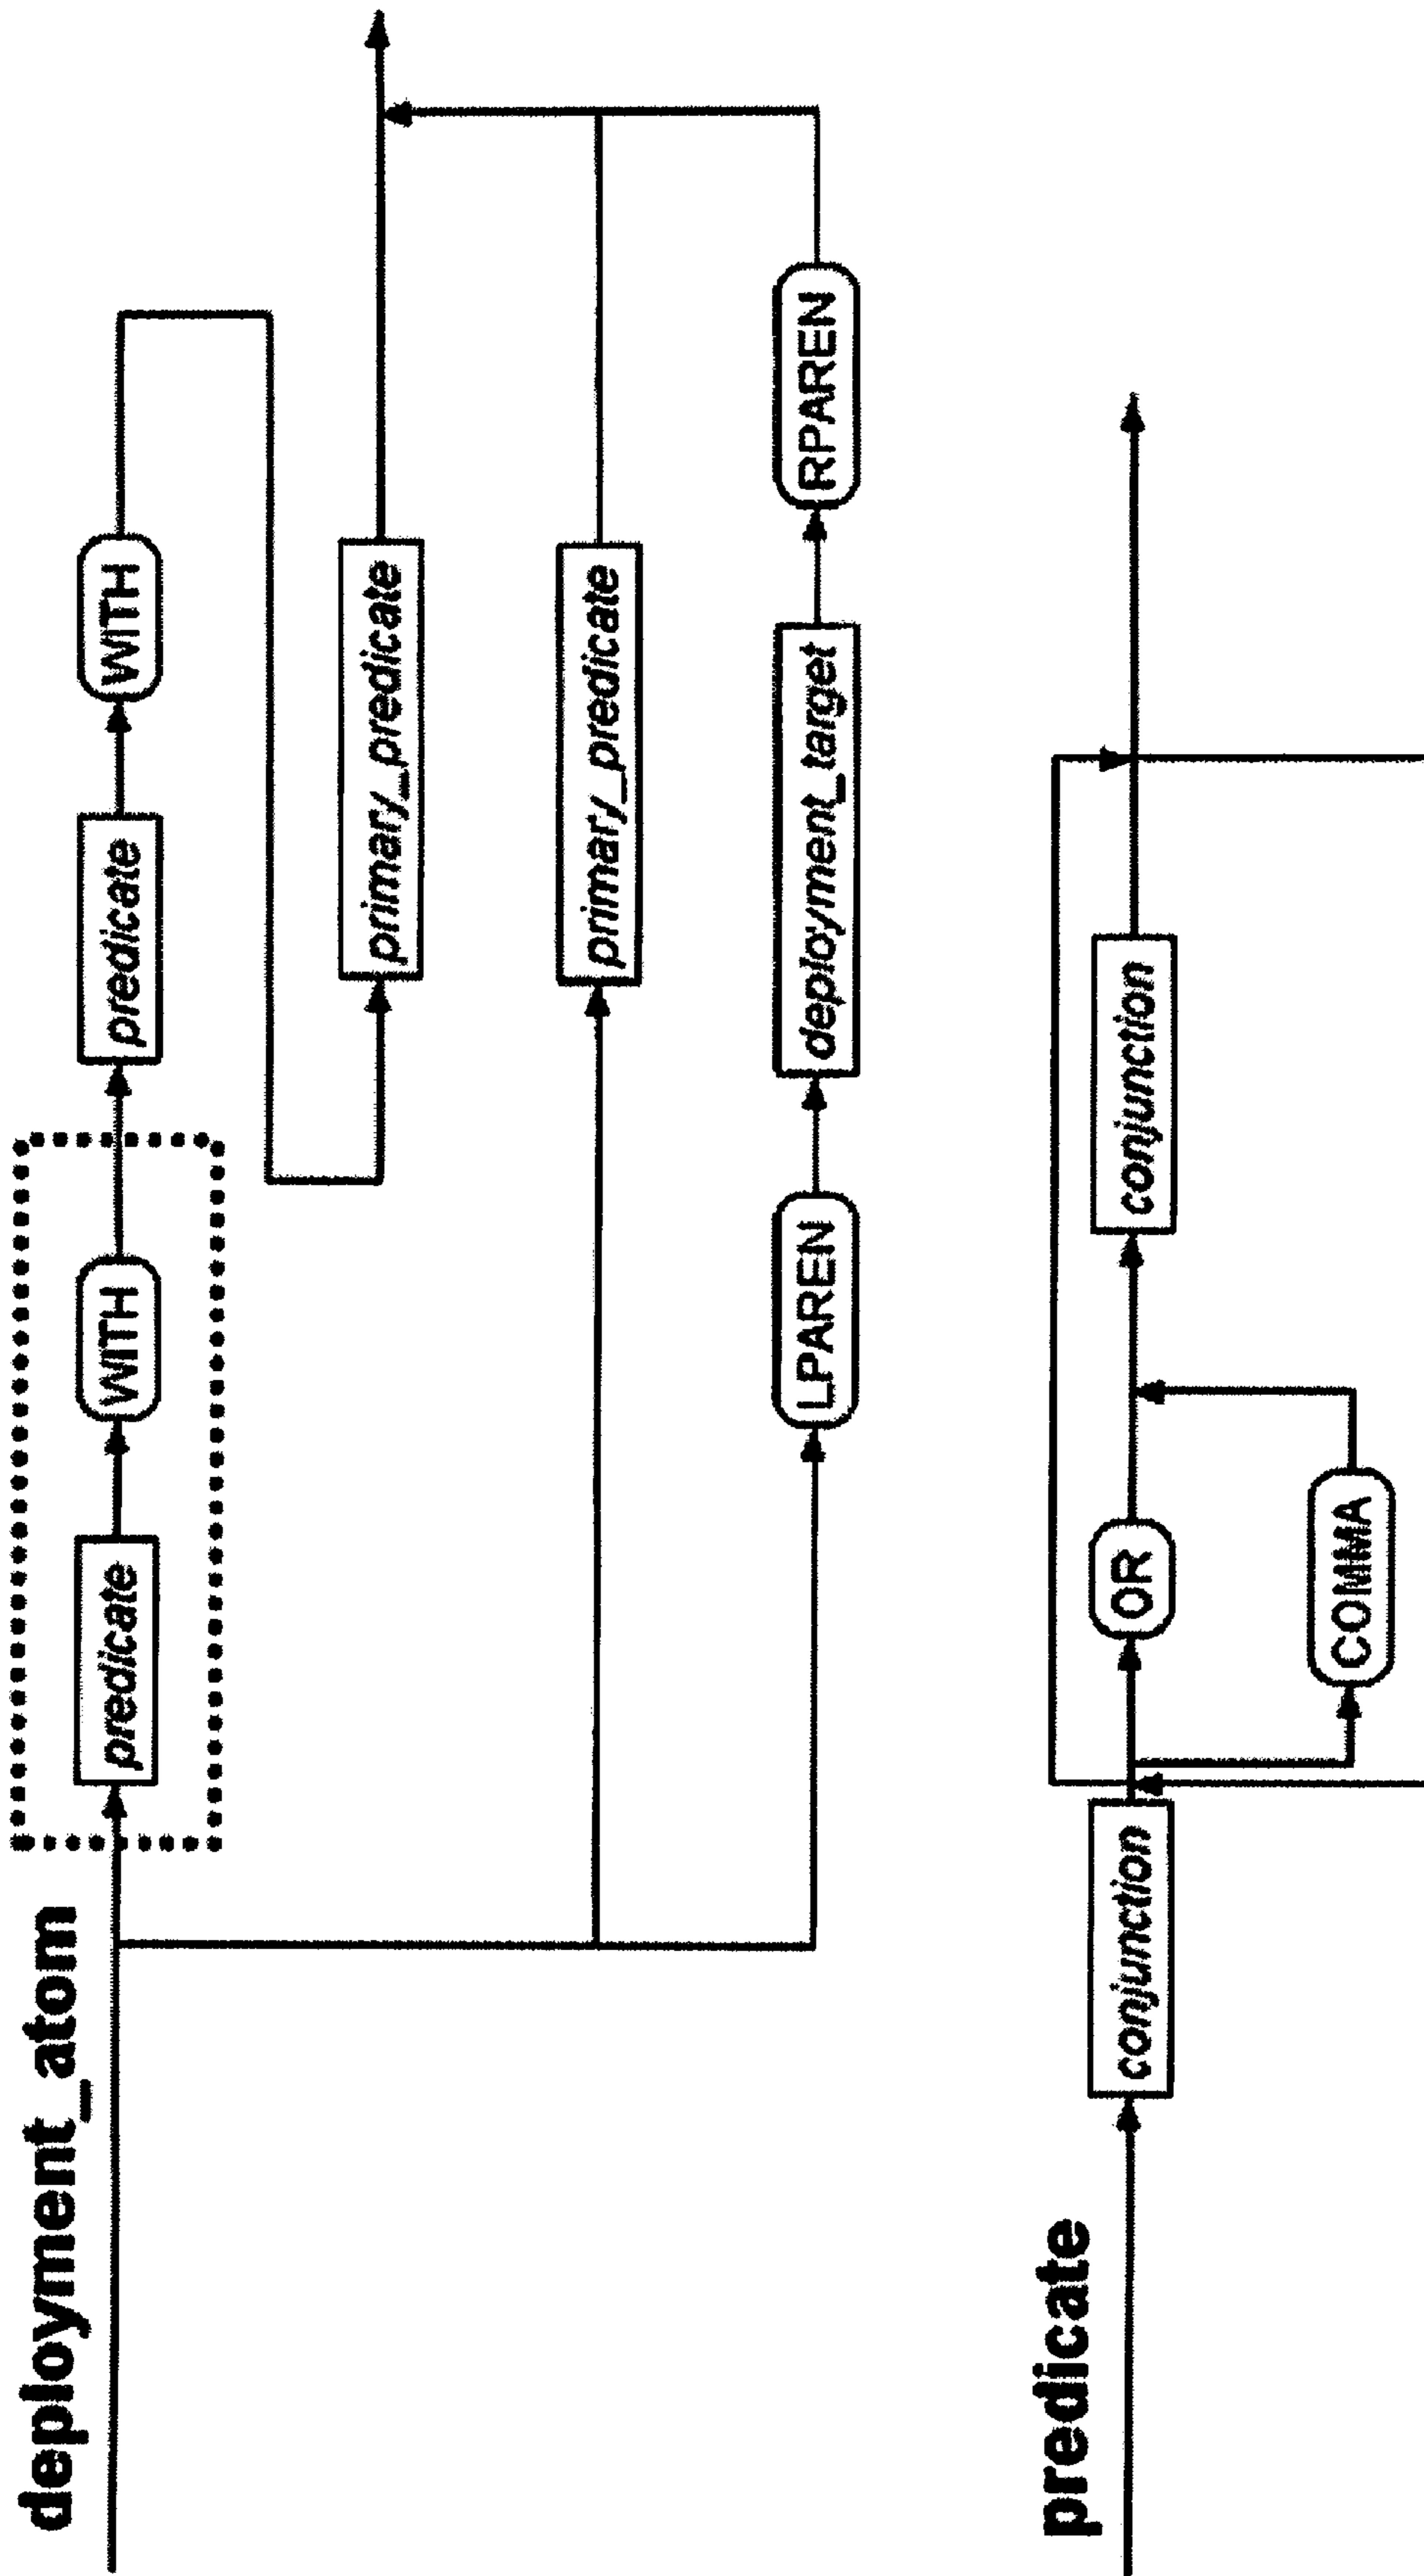 deployment_atom
predicate
WITH
predicate
WITH
primary_predicate
primary_predicate
LPAREN
deployment_target
RPAREN
predicate
conjunction
OR
conjunction
COMMA